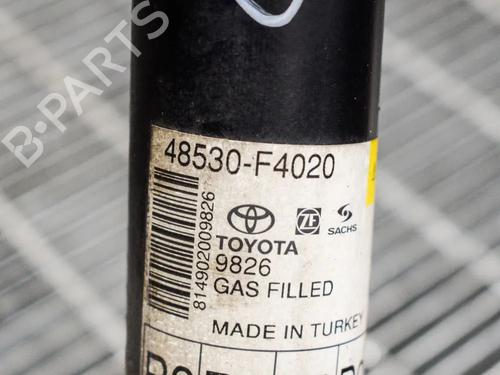 B-PARTS
48530-F4020
TOYOTA
ZF
SACHS
9826
GAS FILLED
814902009826
MADE IN TURKEY